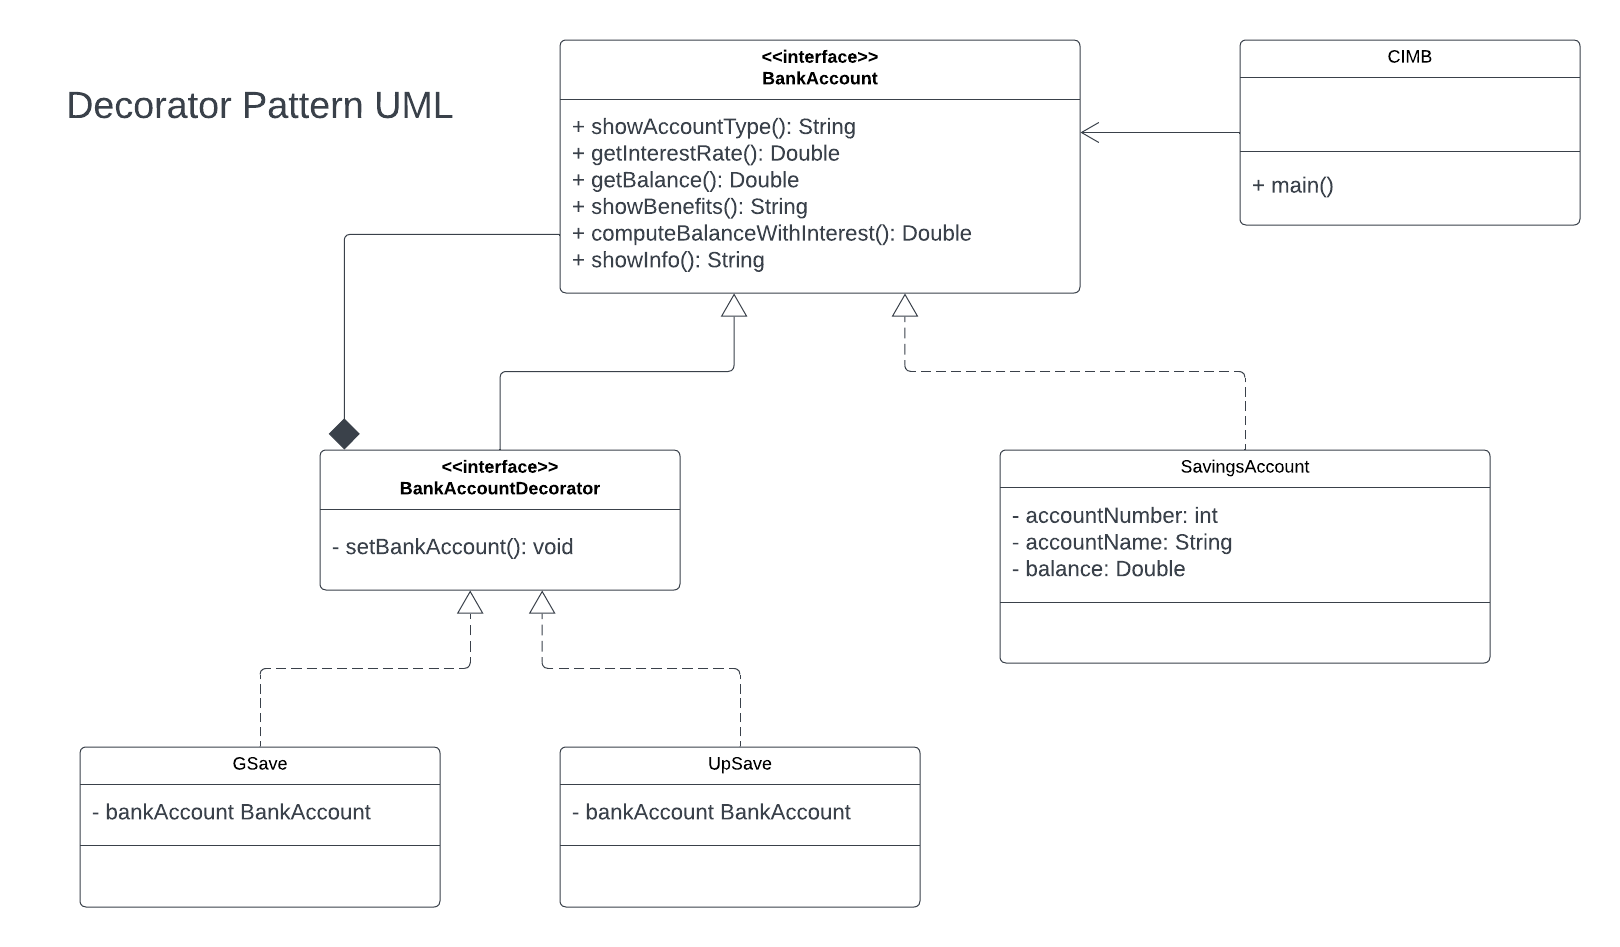 Decorator Pattern UML
<<interface>>
BankAccount
+ showAccountType(): String
+ getInterestRate(): Double
+ getBalance(): Double
+ showBenefits(): String
+ computeBalanceWithInterest(): Double
+ showInfo(): String
CIMB
+ main()
<<interface>>
BankAccountDecorator
- setBankAccount(): void
SavingsAccount
- accountNumber: int
- accountName: String
- balance: Double
GSave
- bankAccount BankAccount
UpSave
- bankAccount BankAccount